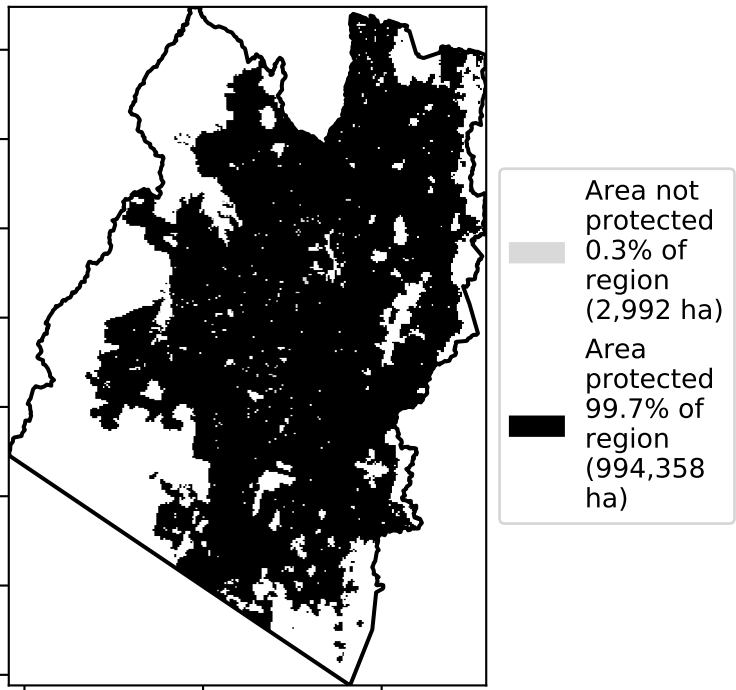 Area not
protected
0.3% of
region
(2,992 ha)
Area
protected
99.7% of
region
(994,358
ha)